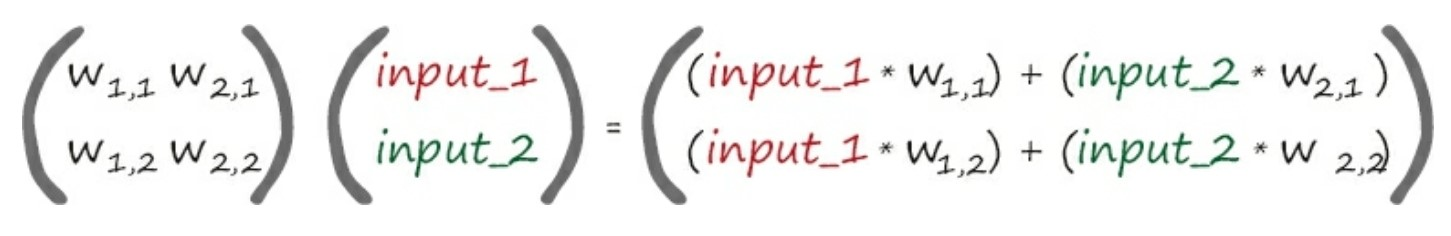 w1,1 w2,1 input_1 (input_1 * w1,1) + (input_2 * w2,1)
w1,2 w2,2 input_2 = (input_1 * w1,2) + (input_2 * w 2,2)